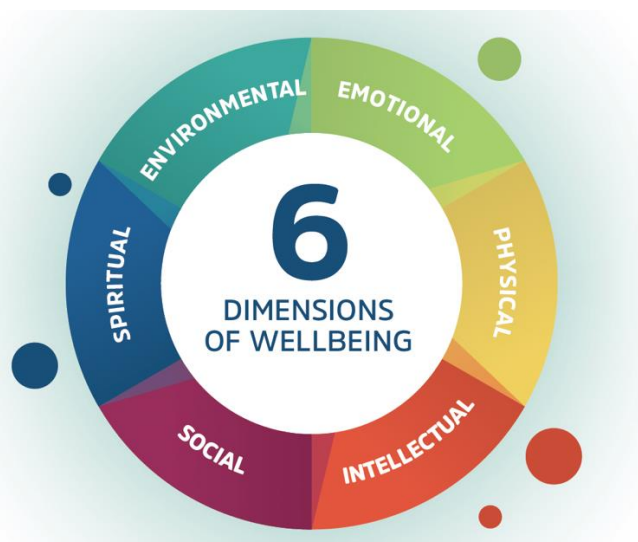 6
DIMENSIONS
OF WELLBEING
EMOTIONAL
PHYSICAL
INTELLECTUAL
SOCIAL
SPIRITUAL
ENVIRONMENTAL